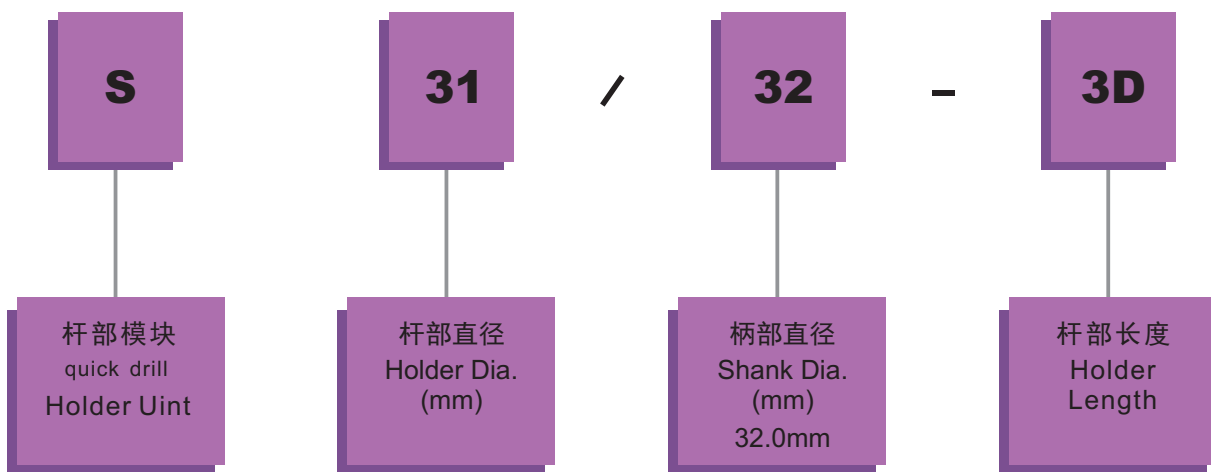 S
31
/
32
-
3D
杆部模块
quick drill
Holder Uint
杆部直径
Holder Dia.
(mm)
柄部直径
Shank Dia.
(mm)
32.0mm
杆部长度
Holder
Length